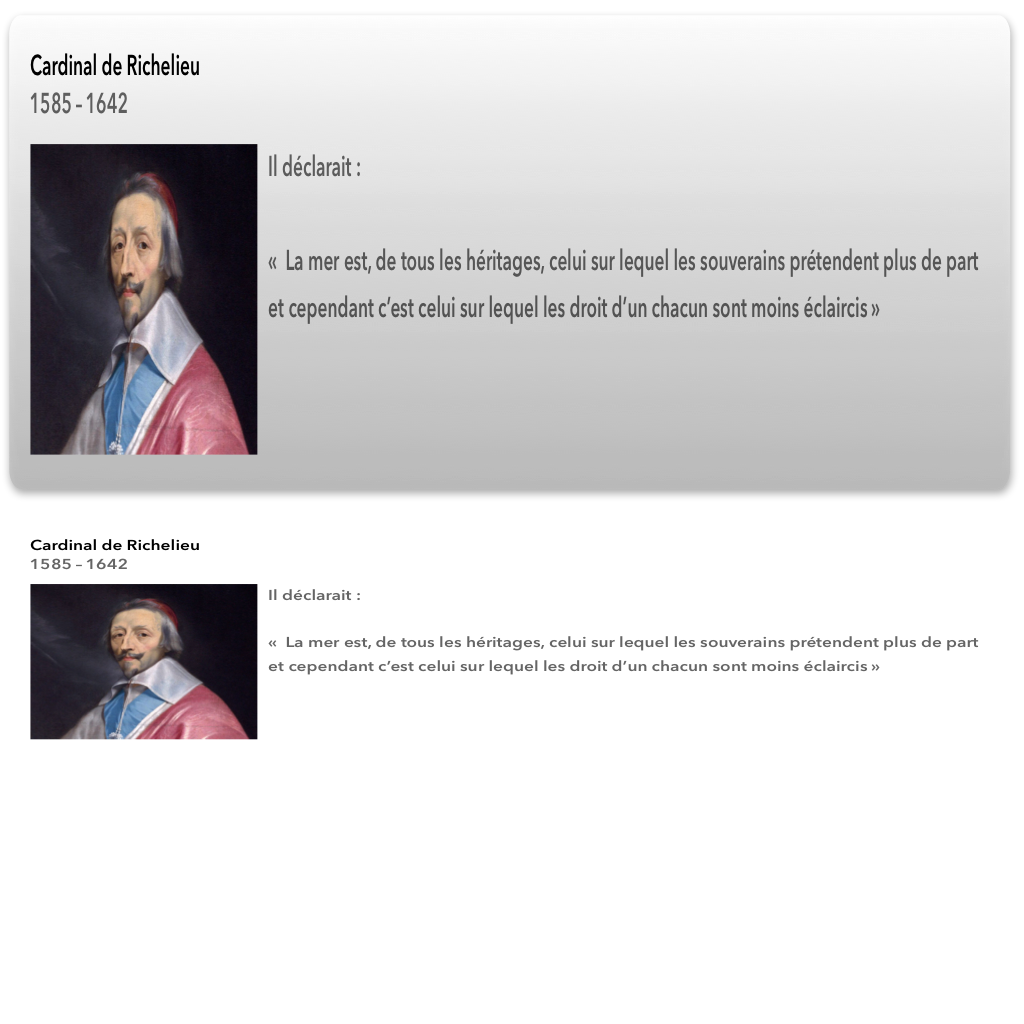 Cardinal de Richelieu
1585 – 1642
Il déclarait :
«  La mer est, de tous les héritages, celui sur lequel les souverains prétendent plus de part
et cependant c’est celui sur lequel les droit d’un chacun sont moins éclaircis »
Cardinal de Richelieu
1585 – 1642
Il déclarait :
«  La mer est, de tous les héritages, celui sur lequel les souverains prétendent plus de part
et cependant c’est celui sur lequel les droit d’un chacun sont moins éclaircis »